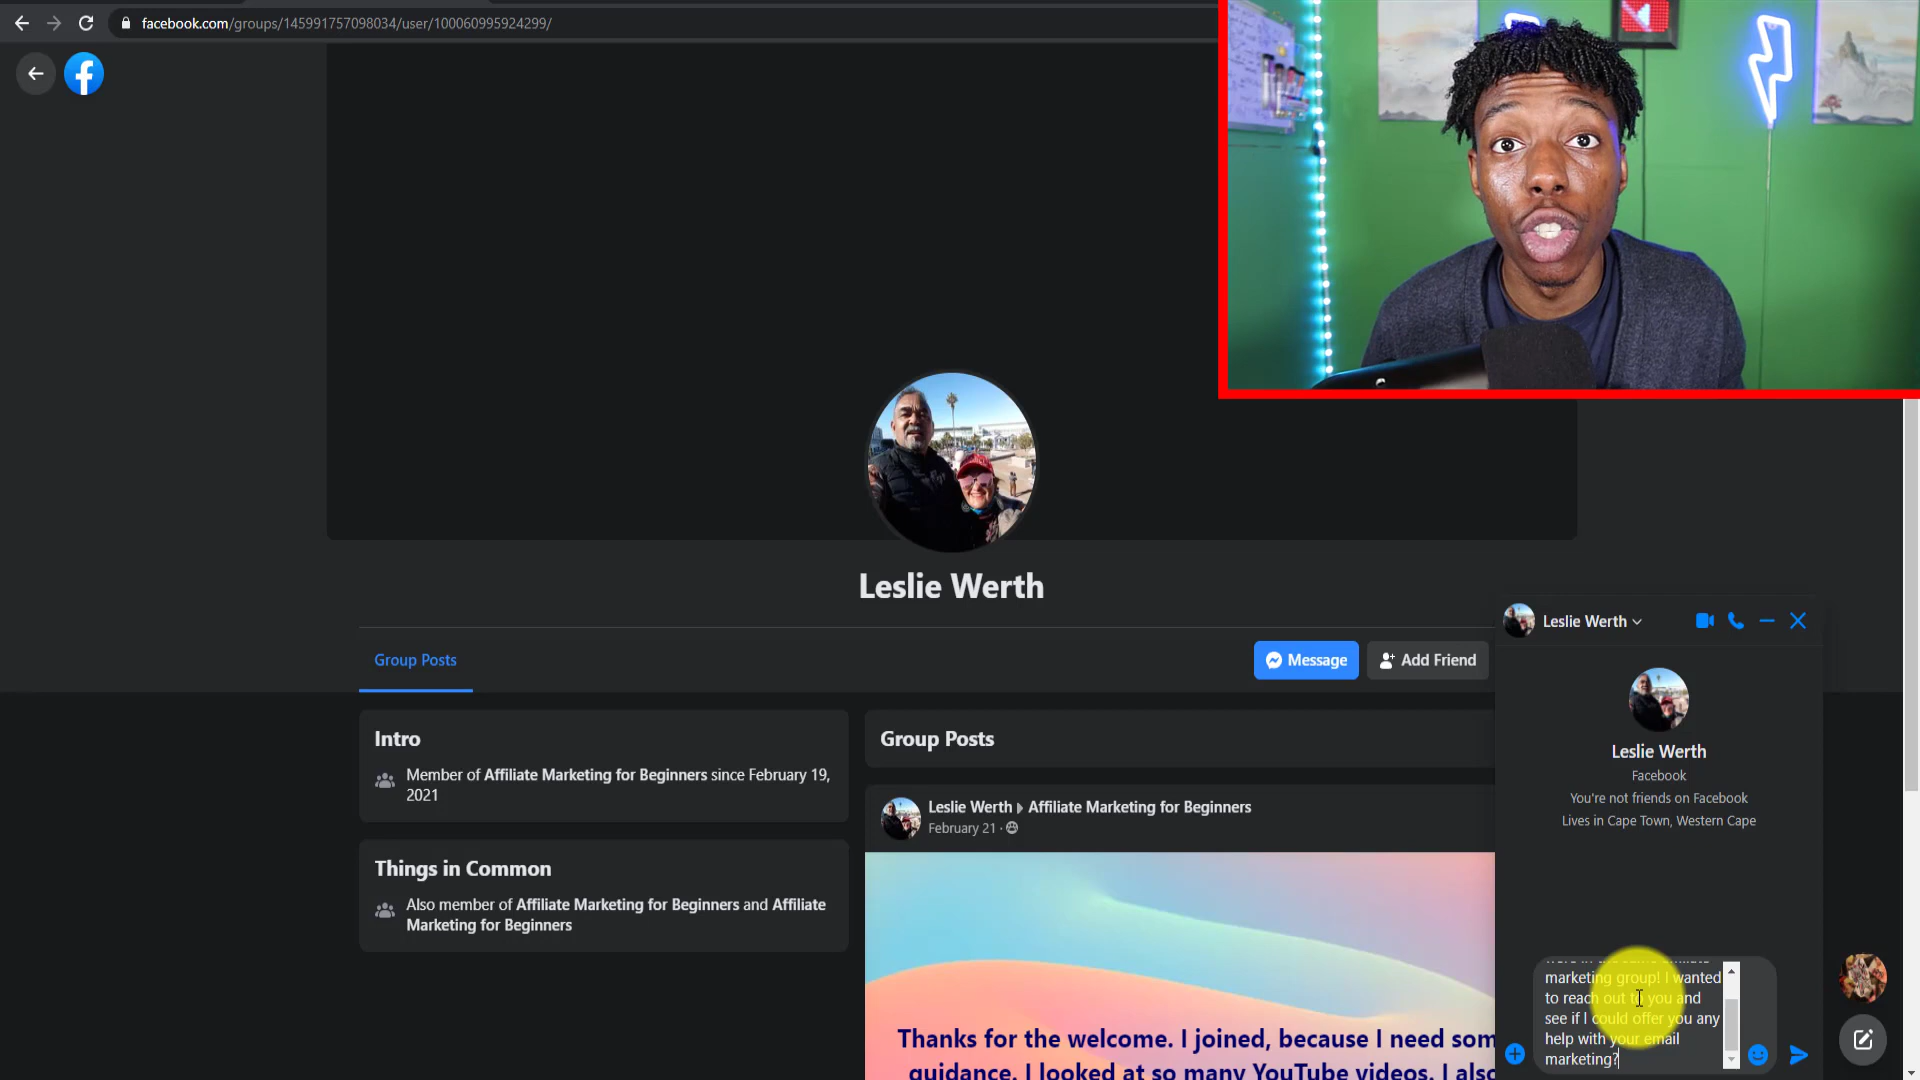 facebook.com/groups/145991757098034/user/100060995924299/
Leslie Werth
Group Posts
Message
Add Friend
Intro
Member of Affiliate Marketing for Beginners since February 19,
2021
Things in Common
Also member of Affiliate Marketing for Beginners and Affiliate
Marketing for Beginners
Group Posts
Leslie Werth
Affiliate Marketing for Beginners
February 21 ·
Thanks for the welcome. I joined, because I need som
guidance. I looked at so many YouTube videos. I also
Leslie Werth
Leslie Werth
Facebook
You're not friends on Facebook
Lives in Cape Town, Western Cape
marketing group! I wanted
to reach out to you and
see if I could offer you any
help with your email
marketing?